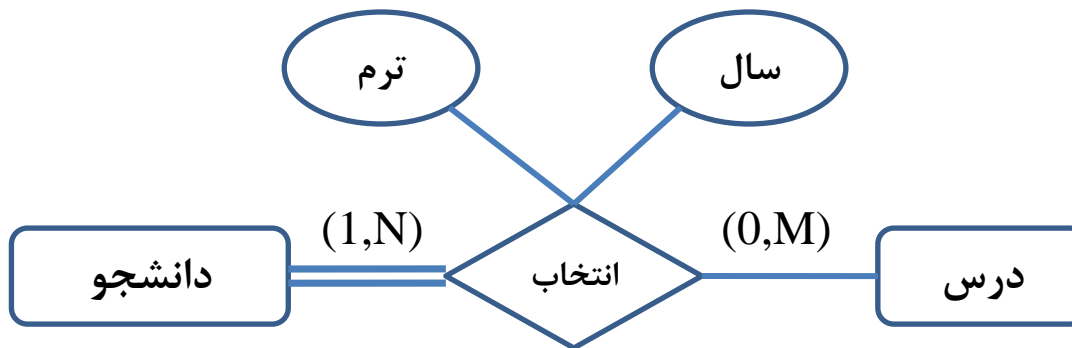 ترم
سال
دانشجو
(1,N)
انتخاب
(0,M)
درس